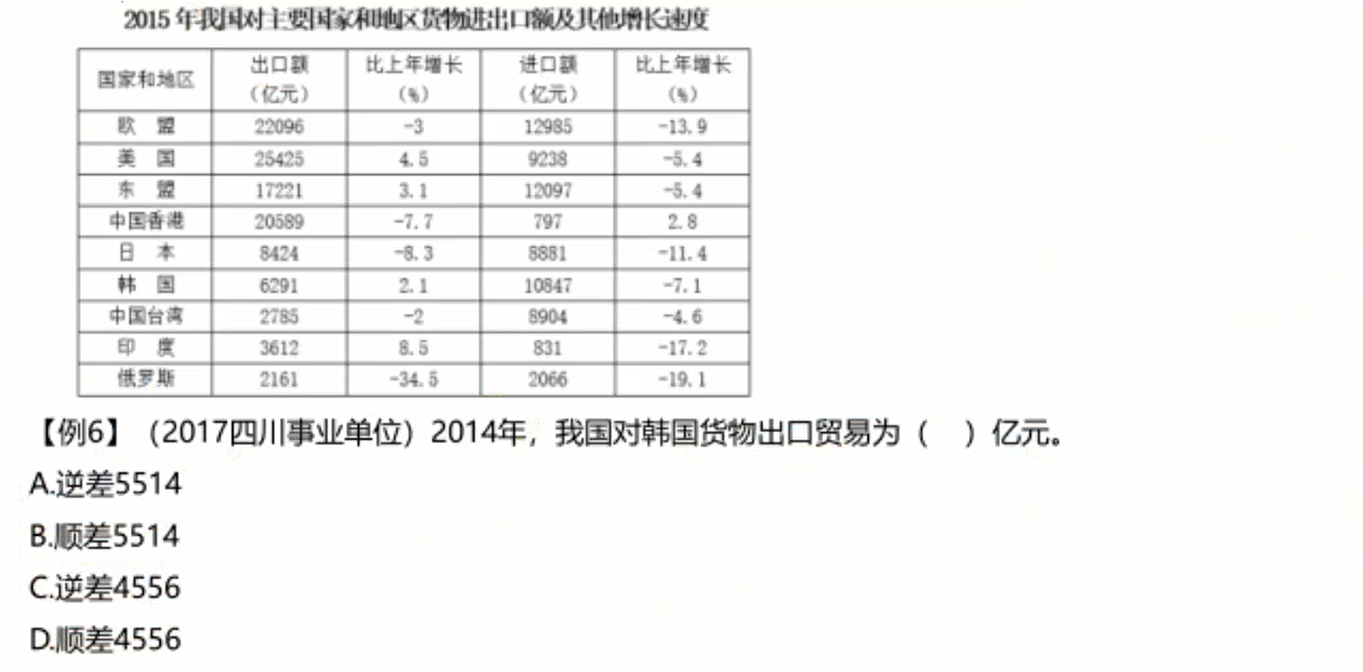 2015年我国对主要国家和地区货物进出口额及其他增长速度
国家和地区 出口额（亿元） 比上年增长（%） 进口额（亿元） 比上年增长（%）
欧 盟 22096 -3 12985 -13.9
美 国 25425 4.5 9238 -5.4
东 盟 17221 3.1 12097 -5.4
中国香港 20589 -7.7 797 2.8
日 本 8424 -8.3 8881 -11.4
韩 国 6291 2.1 10847 -7.1
中国台湾 2785 -2 8904 -4.6
印 度 3612 8.5 831 -17.2
俄罗斯 2161 -34.5 2066 -19.1
【例6】（2017四川事业单位）2014年，我国对韩国货物出口贸易为（ ）亿元。
A.逆差5514
B.顺差5514
C.逆差4556
D.顺差4556